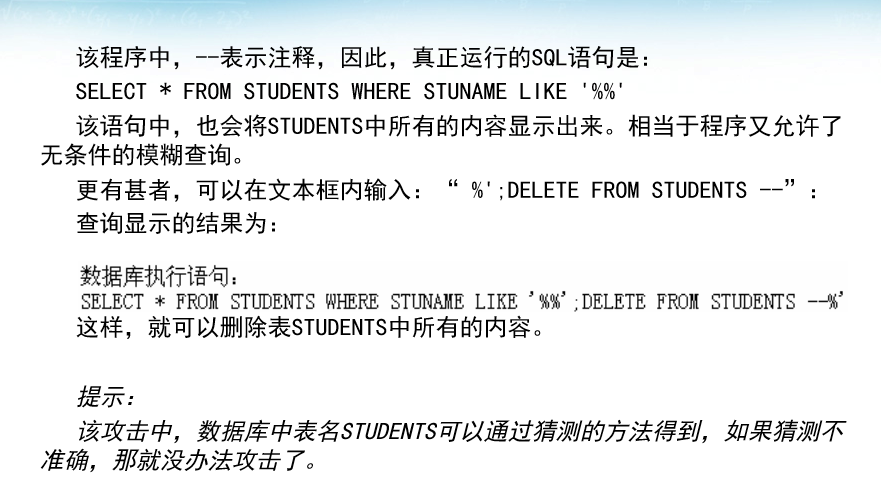 该程序中，--表示注释，因此，真正运行的SQL语句是：
SELECT * FROM STUDENTS WHERE STUNAME LIKE '%%'
该语句中，也会将STUDENTS中所有的内容显示出来。相当于程序又允许了
无条件的模糊查询。
更有甚者，可以在文本框内输入：“ %';DELETE FROM STUDENTS --”：
查询显示的结果为：
数据库执行语句：
SELECT * FROM STUDENTS WHERE STUNAME LIKE '%%';DELETE FROM STUDENTS --%'
这样，就可以删除表STUDENTS中所有的内容。
提示：
该攻击中，数据库中表名STUDENTS可以通过猜测的方法得到，如果猜测不
准确，那就没办法攻击了。